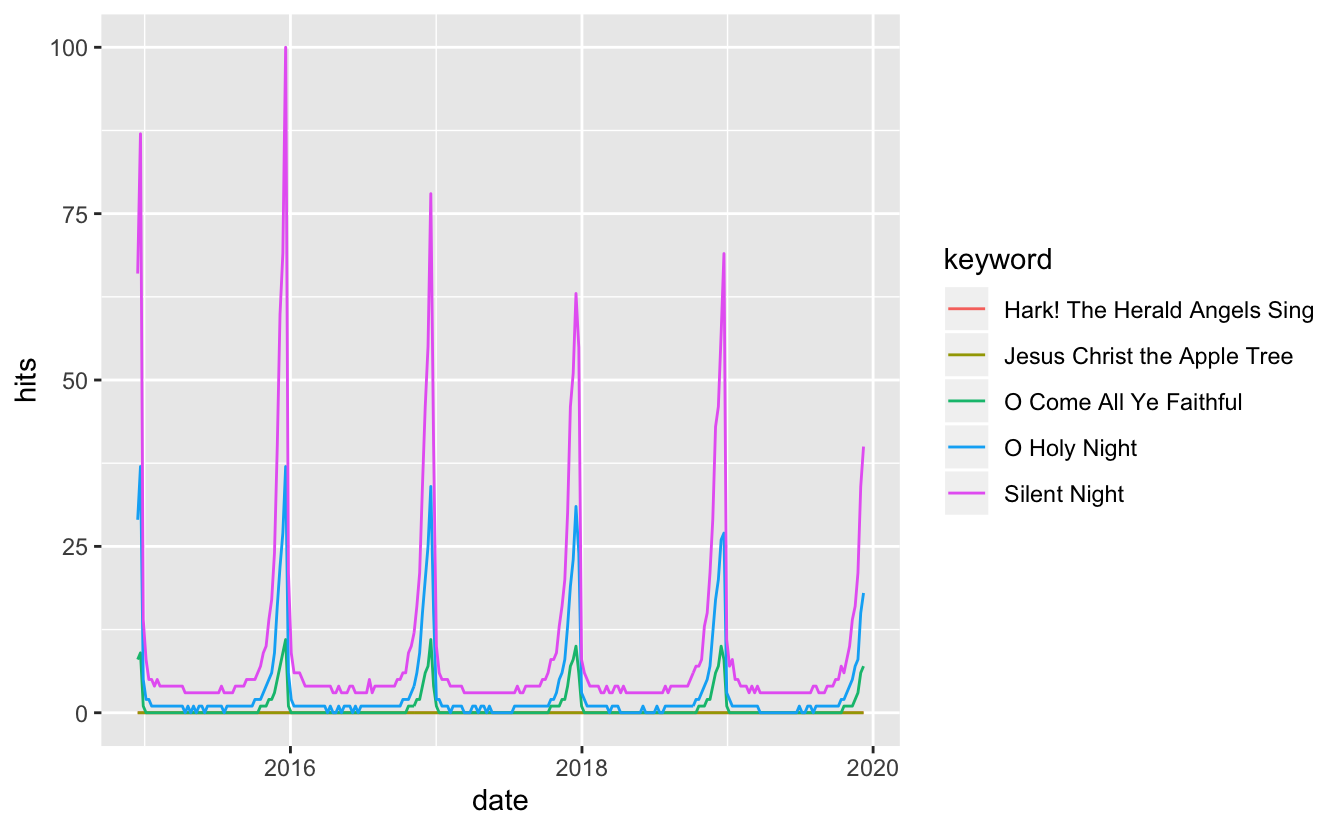 100
75
50
25
0
hits
2016
2018
2020
date
keyword
Hark! The Herald Angels Sing
Jesus Christ the Apple Tree
O Come All Ye Faithful
O Holy Night
Silent Night